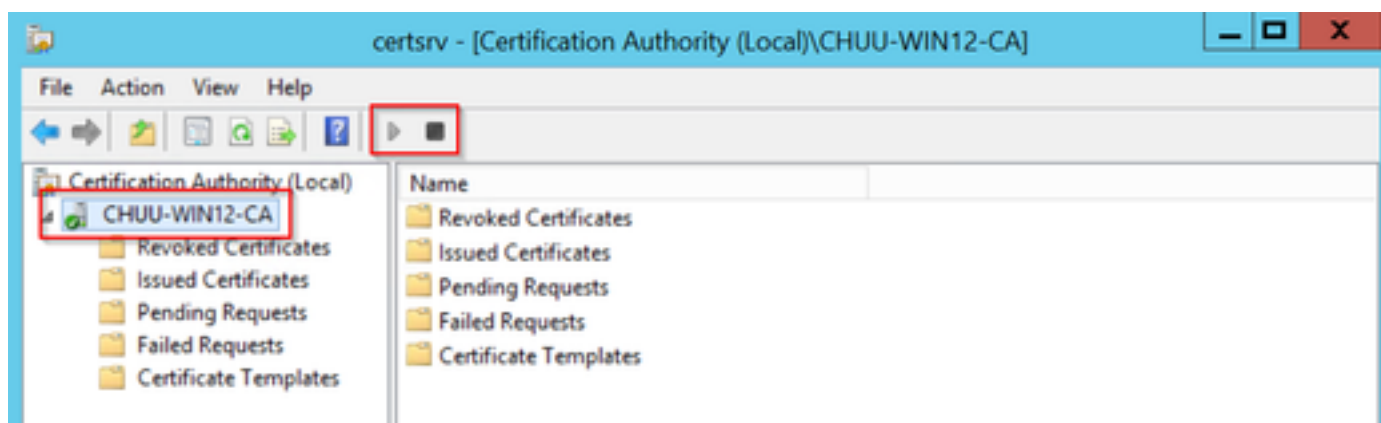 certsrv - [Certification Authority (Local)\CHUU-WIN12-CA]
File Action View Help
Certification Authority (Local)
CHUU-WIN12-CA
Revoked Certificates
Issued Certificates
Pending Requests
Failed Requests
Certificate Templates
Name
Revoked Certificates
Issued Certificates
Pending Requests
Failed Requests
Certificate Templates